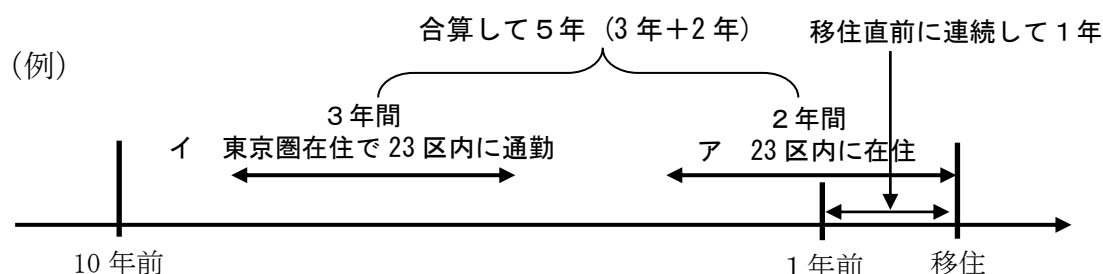 合算して５年（3 年＋2 年）
移住直前に連続して１年
（例）
３年間
２年間
イ　東京圏在住で 23 区内に通勤
ア　23 区内に在住
10 年前
１年前
移住